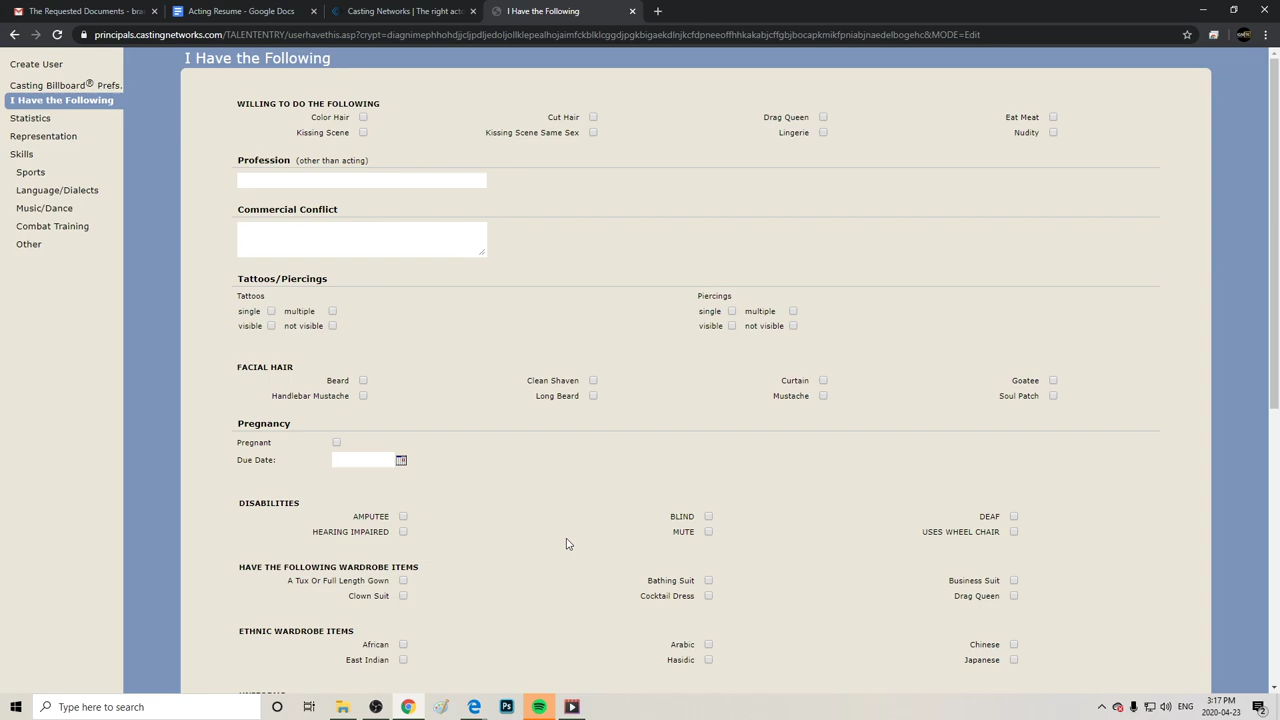 The Requested Documents - bra
Acting Resume - Google Docs
Casting Networks | The right acto
I Have the Following
principals.castingnetworks.com/TALENTENTRY/userhavethis.asp?crypt=diagnimephhohdjjcljpdljdeoljollklepealhojaimfckblklcggdjpgkbigaekdlnjkcfdpneeoffhhkakabjcffgbjbocapkmikfpniabjnaedelbogehc&MODE=Edit
Create User
Casting Billboard® Prefs.
I Have the Following
Statistics
Representation
Skills
Sports
Language/Dialects
Music/Dance
Combat Training
Other
I Have the Following
WILLING TO DO THE FOLLOWING
Color Hair Cut Hair Drag Queen Eat Meat
Kissing Scene Kissing Scene Same Sex Lingerie Nudity
Profession (other than acting)
Commercial Conflict
Tattoos/Piercings
Tattoos Piercings
single multiple single multiple
visible not visible visible not visible
FACIAL HAIR
Beard Clean Shaven Curtain Goatee
Handlebar Mustache Long Beard Mustache Soul Patch
Pregnancy
Pregnant
Due Date:
DISABILITIES
AMPUTEE BLIND DEAF
HEARING IMPAIRED MUTE USES WHEEL CHAIR
HAVE THE FOLLOWING WARDROBE ITEMS
A Tux Or Full Length Gown Bathing Suit Business Suit
Clown Suit Cocktail Dress Drag Queen
ETHNIC WARDROBE ITEMS
African Arabic Chinese
East Indian Hasidic Japanese
Type here to search
ENG
3:17 PM
2020-04-23
2